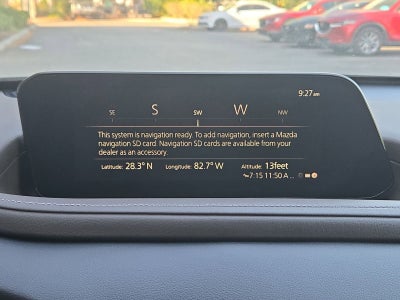 9:27 AM
SE S SW W NW
This system is navigation ready. To add navigation, insert a Mazda
navigation SD card. Navigation SD cards are available from your
dealer as an accessory.
Latitude: 28.3° N Longitude: 82.7° W Altitude: 13feet
7:15 11:50 A...